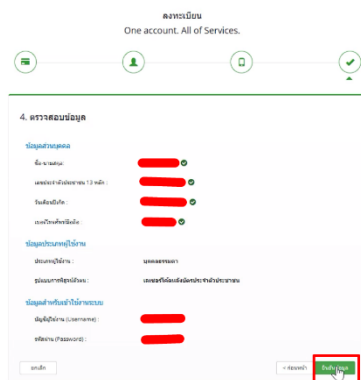 ลงทะเบียน
One account. All of Services.
4. ตรวจสอบข้อมูล
ข้อมูลส่วนบุคคล
ชื่อ-นามสกุล:
เลขประจำตัวประชาชน 13 หลัก :
วันเดือนปีเกิด :
เบอร์โทรศัพท์มือถือ :
ข้อมูลประเภทผู้ใช้งาน
ประเภทผู้ใช้งาน : บุคคลธรรมดา
รูปแบบการพิสูจน์ตัวตน : เลขเซอร์ไพร์สหลังบัตรประจำตัวประชาชน
ข้อมูลสำหรับเข้าใช้งานระบบ
บัญชีผู้ใช้งาน (Username) :
รหัสผ่าน (Password) :
ยกเลิก
< ก่อนหน้า
ยืนยันข้อมูล